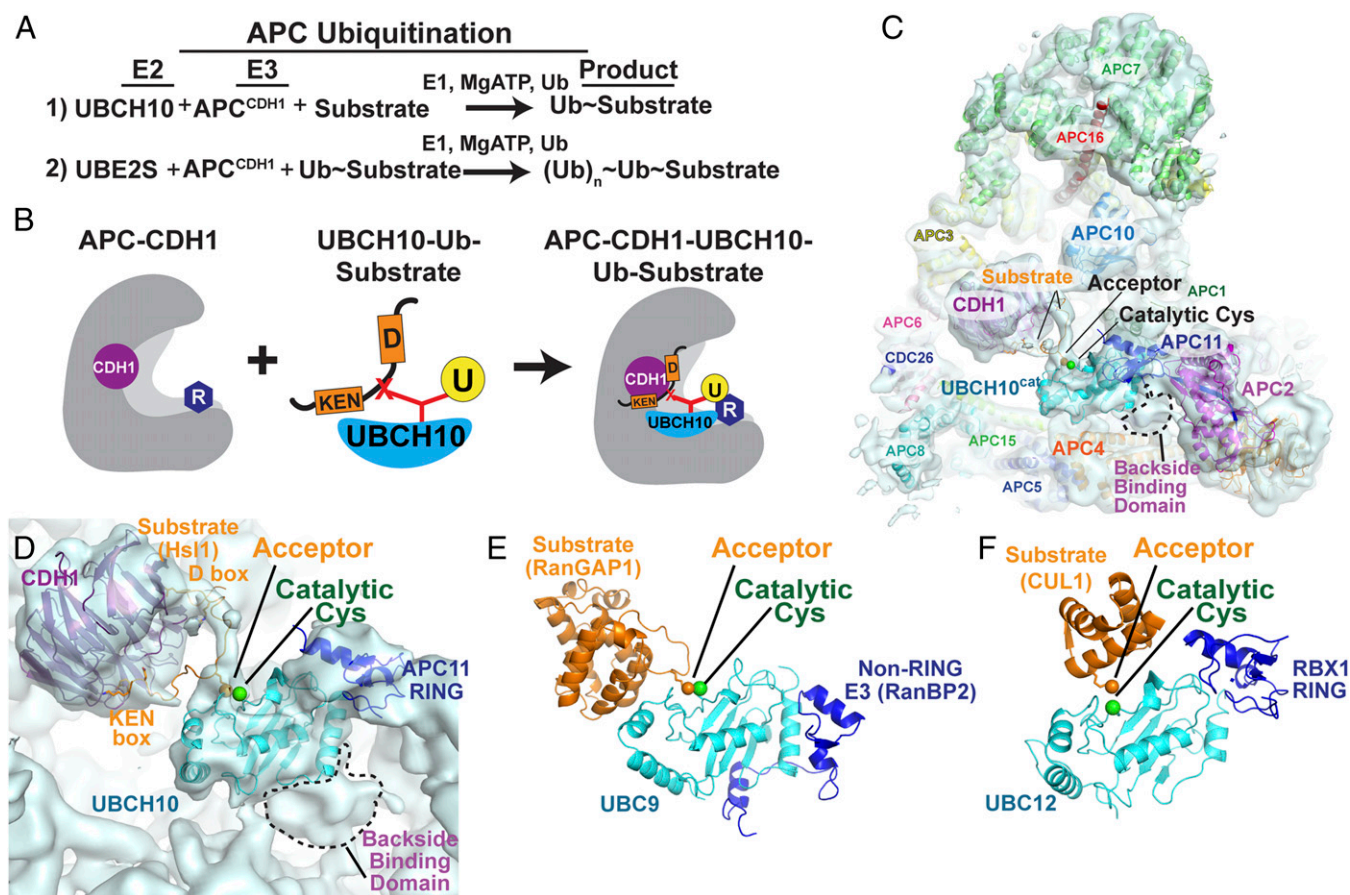 A
APC Ubiquitination
E2 E3 Product
1) UBCH10 + APC^CDH1 + Substrate E1, MgATP, Ub Ub~Substrate
2) UBE2S + APC^CDH1 + Ub~Substrate E1, MgATP, Ub (Ub)n~Ub~Substrate
B
APC-CDH1
CDH1
R
+
UBCH10-Ub-
Substrate
D
KEN
X
U
UBCH10
APC-CDH1-UBCH10-
Ub-Substrate
CDH1
D
KEN
X
U
R
UBCH10
C
APC7
APC16
APC3
APC10
Substrate
Acceptor
CDH1
APC1
Catalytic Cys
APC6
APC11
CDC26
UBCH10cat
APC2
APC15
APC4
APC8
APC5
Backside
Binding
Domain
D
Substrate
(Hsl1)
D box
CDH1
Acceptor
Catalytic
Cys
APC11
RING
KEN
box
UBCH10
Backside
Binding
Domain
E
Substrate
(RanGAP1)
Acceptor
Catalytic
Cys
Non-RING
E3 (RanBP2)
UBC9
F
Substrate
(CUL1)
Acceptor
Catalytic
Cys
RBX1
RING
UBC12